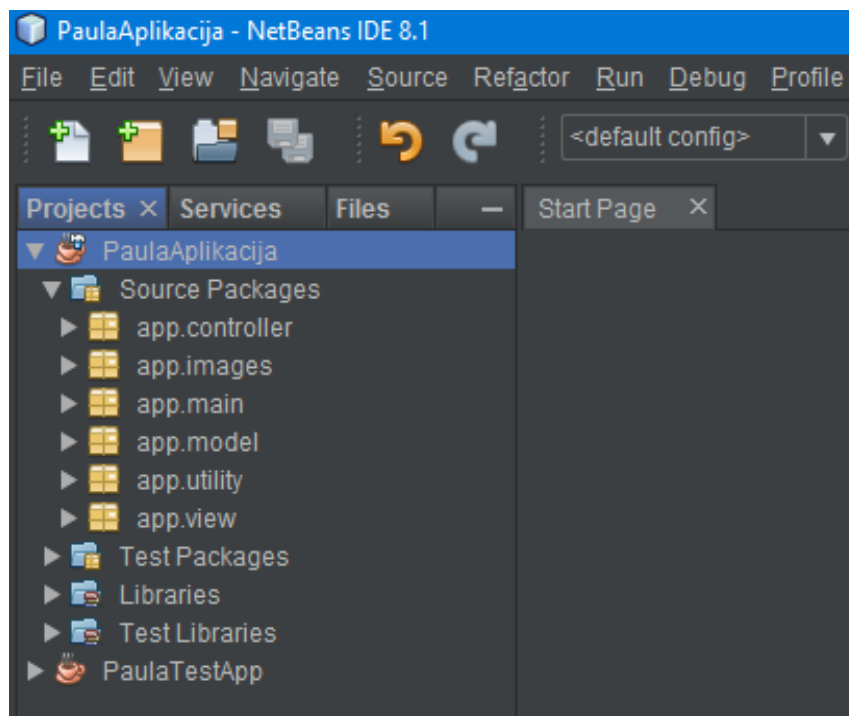 PaulaAplikacija - NetBeans IDE 8.1
File Edit View Navigate Source Refactor Run Debug Profile
<default config>
Projects Services Files Start Page
PaulaAplikacija
Source Packages
app.controller
app.images
app.main
app.model
app.utility
app.view
Test Packages
Libraries
Test Libraries
PaulaTestApp